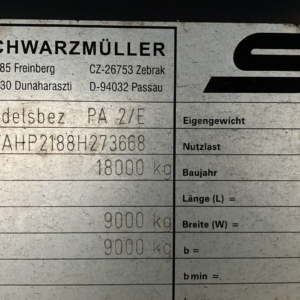 CHWARZMÜLLER
85 Freinberg CZ-26753 Zebrak
30 Dunaharaszti D-94032 Passau
delsbez PA 2/E
Eigengewicht
AHP2188H273668
Nutzlast
18000 kg
Baujahr
Länge (L) =
9000 kg
Breite (W) =
9000 kg
b =
b min =